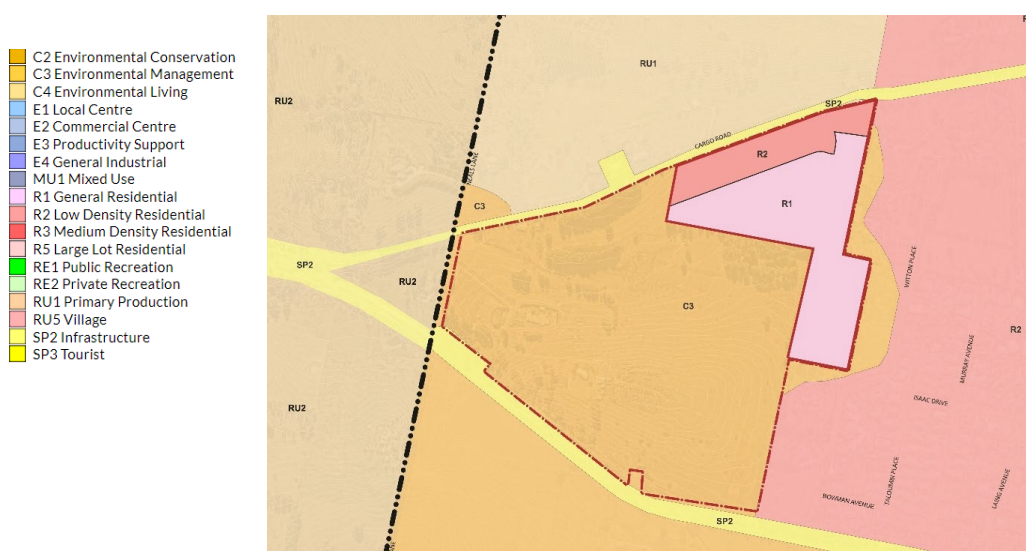 C2 Environmental Conservation
C3 Environmental Management
C4 Environmental Living
E1 Local Centre
E2 Commercial Centre
E3 Productivity Support
E4 General Industrial
MU1 Mixed Use
R1 General Residential
R2 Low Density Residential
R3 Medium Density Residential
R5 Large Lot Residential
RE1 Public Recreation
RE2 Private Recreation
RU1 Primary Production
RU5 Village
SP2 Infrastructure
SP3 Tourist
RU1
RU2
SP2
CARGO ROAD
R2
NEALS LANE
R1
C3
WITTON PLACE
SP2
RU2
C3
R2
MURRAY AVENUE
ISAAC DRIVE
RU2
TALOUMBI PLACE
BOWMAN AVENUE
LAING AVENUE
SP2